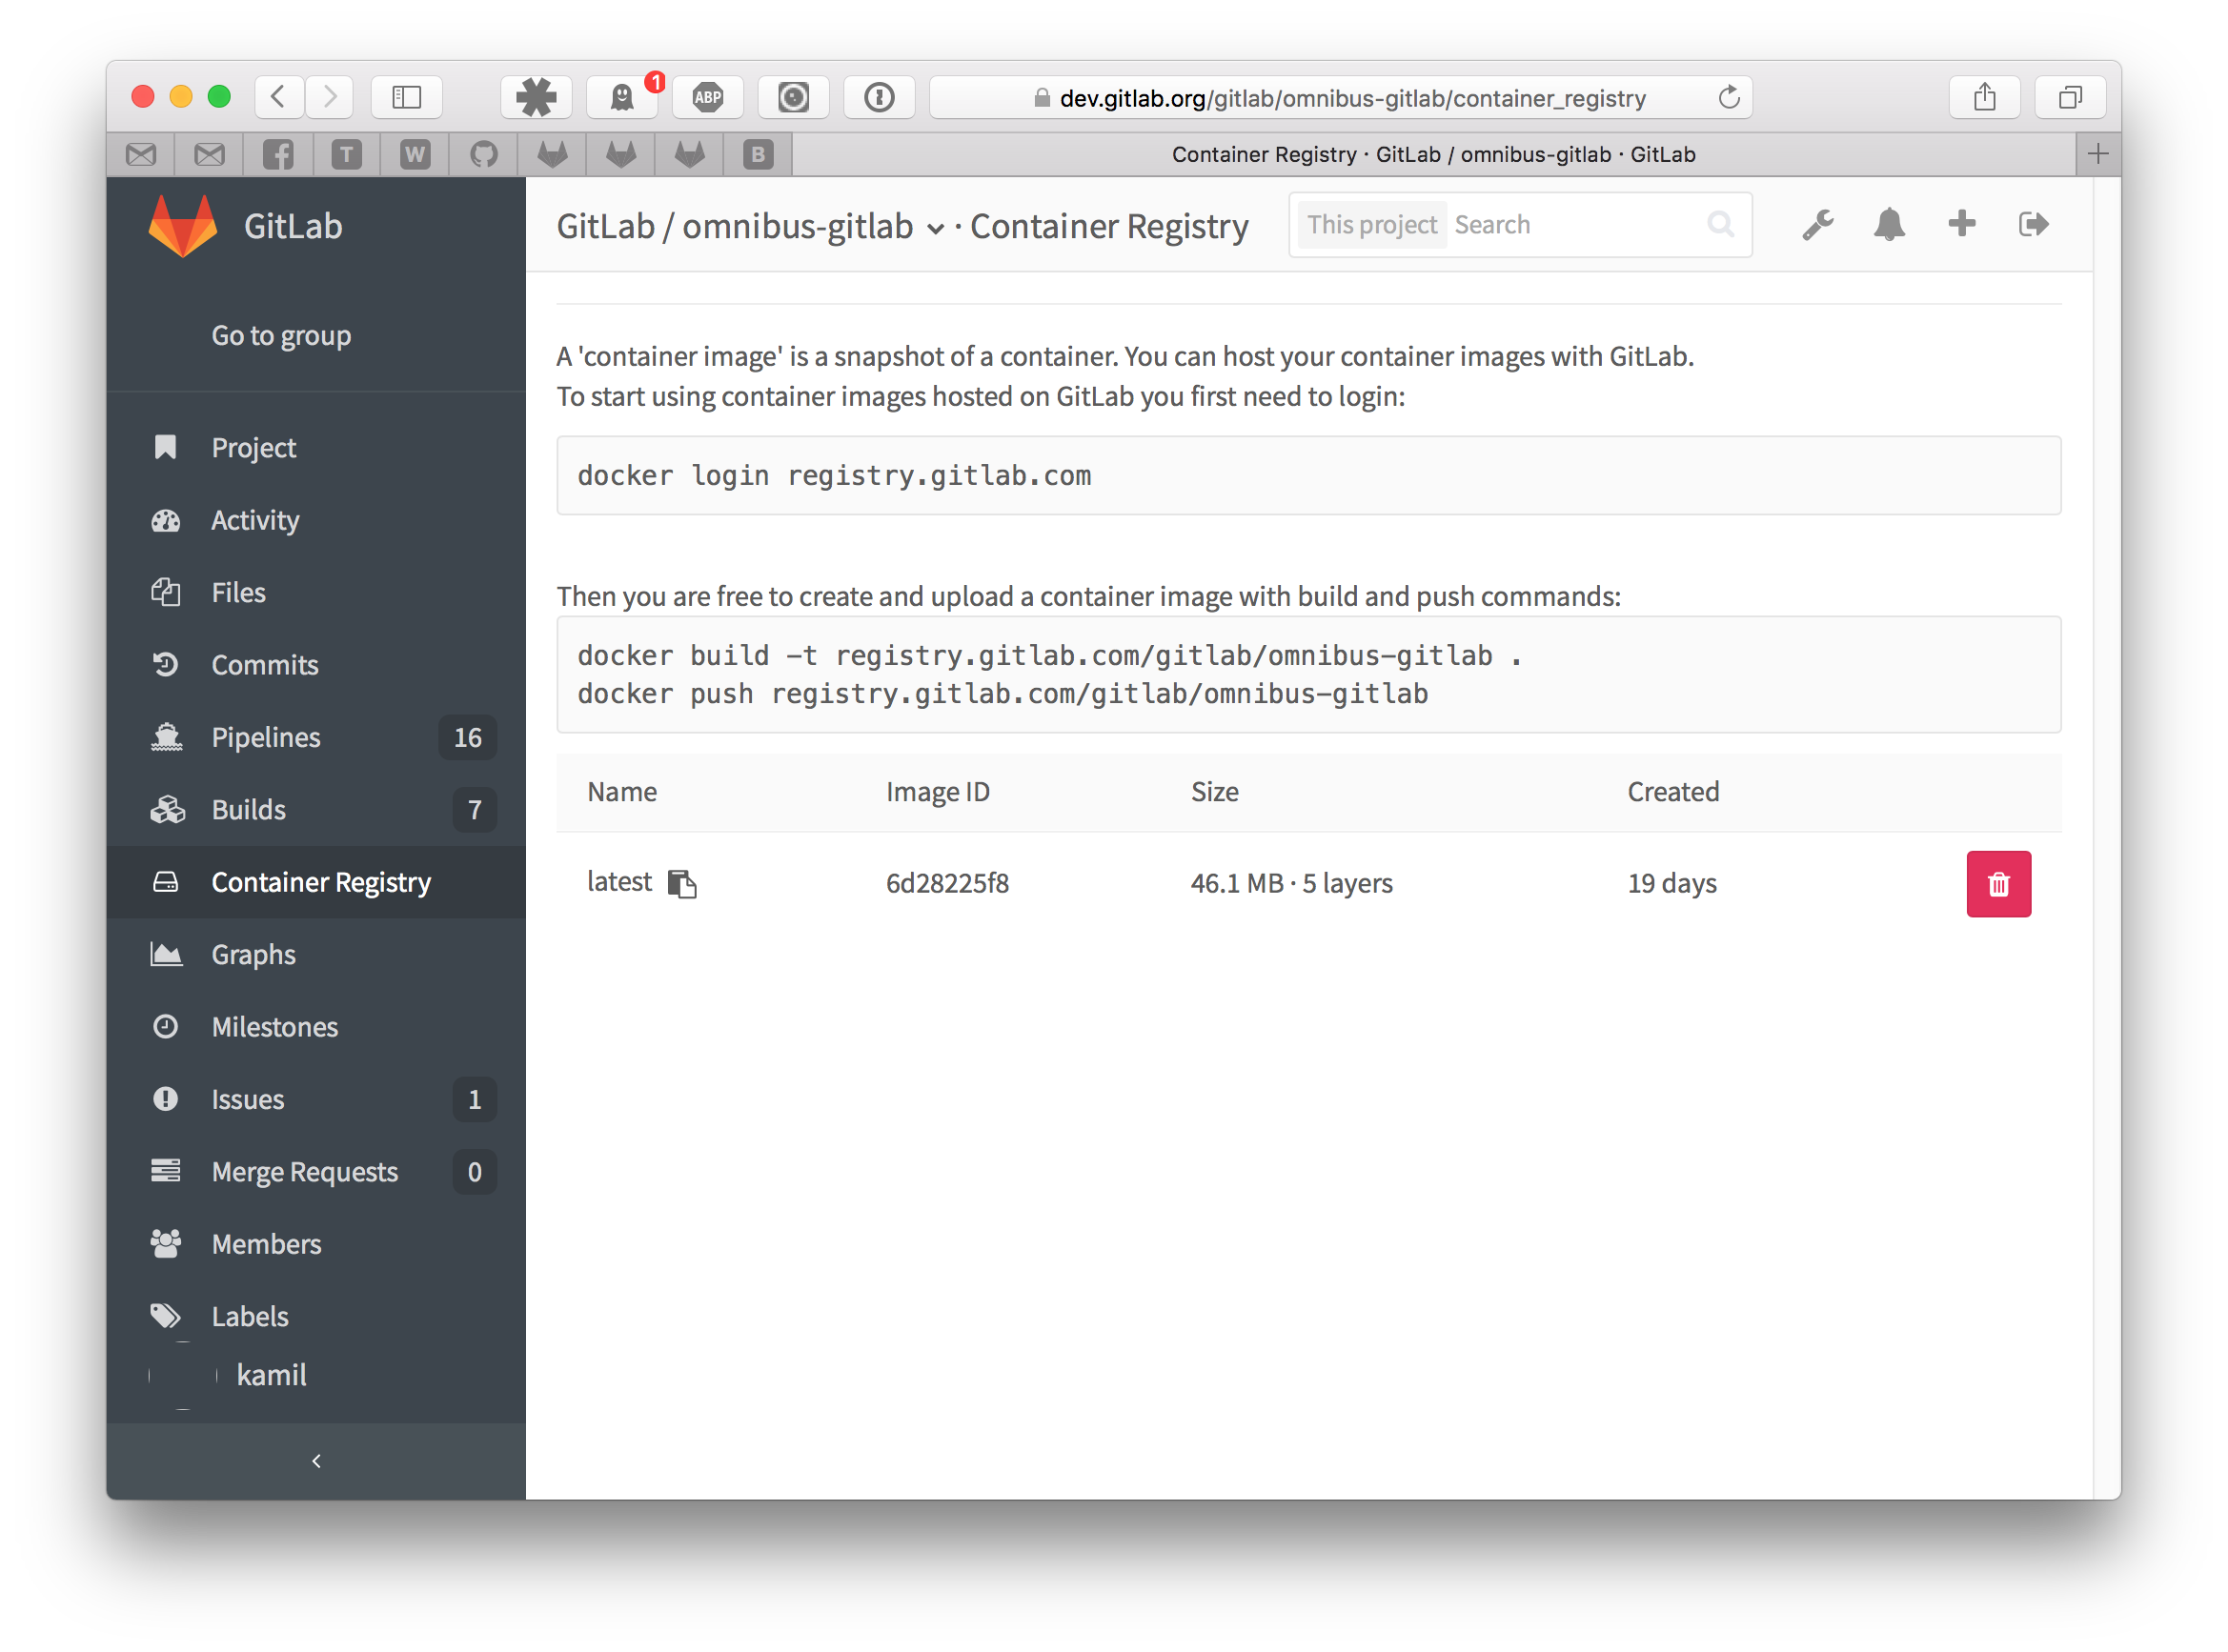 1
ABP
dev.gitlab.org/gitlab/omnibus-gitlab/container_registry
T
W
B
Container Registry · GitLab / omnibus-gitlab · GitLab
GitLab
GitLab / omnibus-gitlab · Container Registry
This project Search
Go to group
Project
Activity
Files
Commits
Pipelines 16
Builds 7
Container Registry
Graphs
Milestones
Issues 1
Merge Requests 0
Members
Labels
kamil
A 'container image' is a snapshot of a container. You can host your container images with GitLab.
To start using container images hosted on GitLab you first need to login:
docker login registry.gitlab.com
Then you are free to create and upload a container image with build and push commands:
docker build -t registry.gitlab.com/gitlab/omnibus-gitlab .
docker push registry.gitlab.com/gitlab/omnibus-gitlab
Name Image ID Size Created
latest 6d28225f8 46.1 MB · 5 layers 19 days